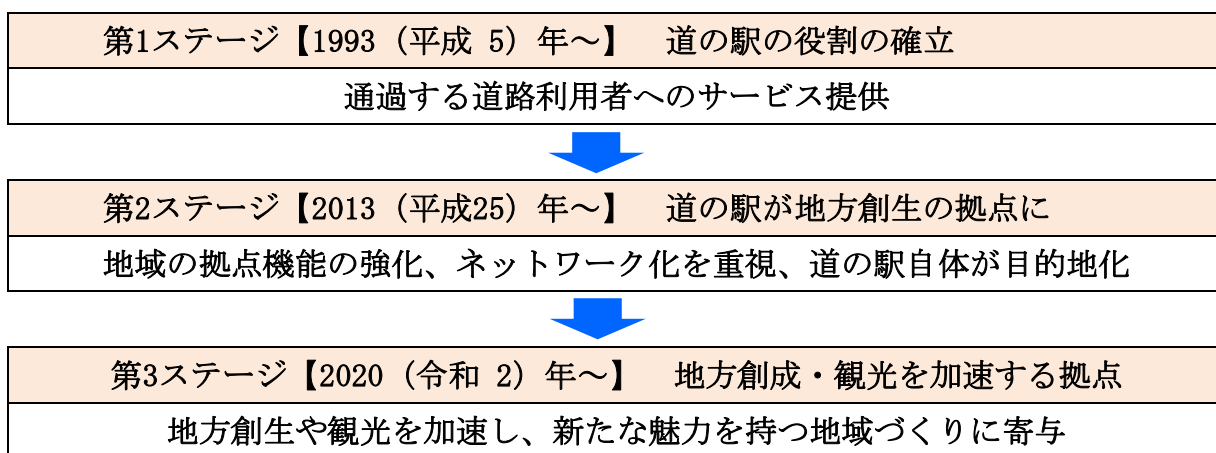 第1ステージ【1993（平成 5）年～】　道の駅の役割の確立
通過する道路利用者へのサービス提供
第2ステージ【2013（平成25）年～】　道の駅が地方創生の拠点に
地域の拠点機能の強化、ネットワーク化を重視、道の駅自体が目的地化
第3ステージ【2020（令和 2）年～】　地方創成・観光を加速する拠点
地方創生や観光を加速し、新たな魅力を持つ地域づくりに寄与